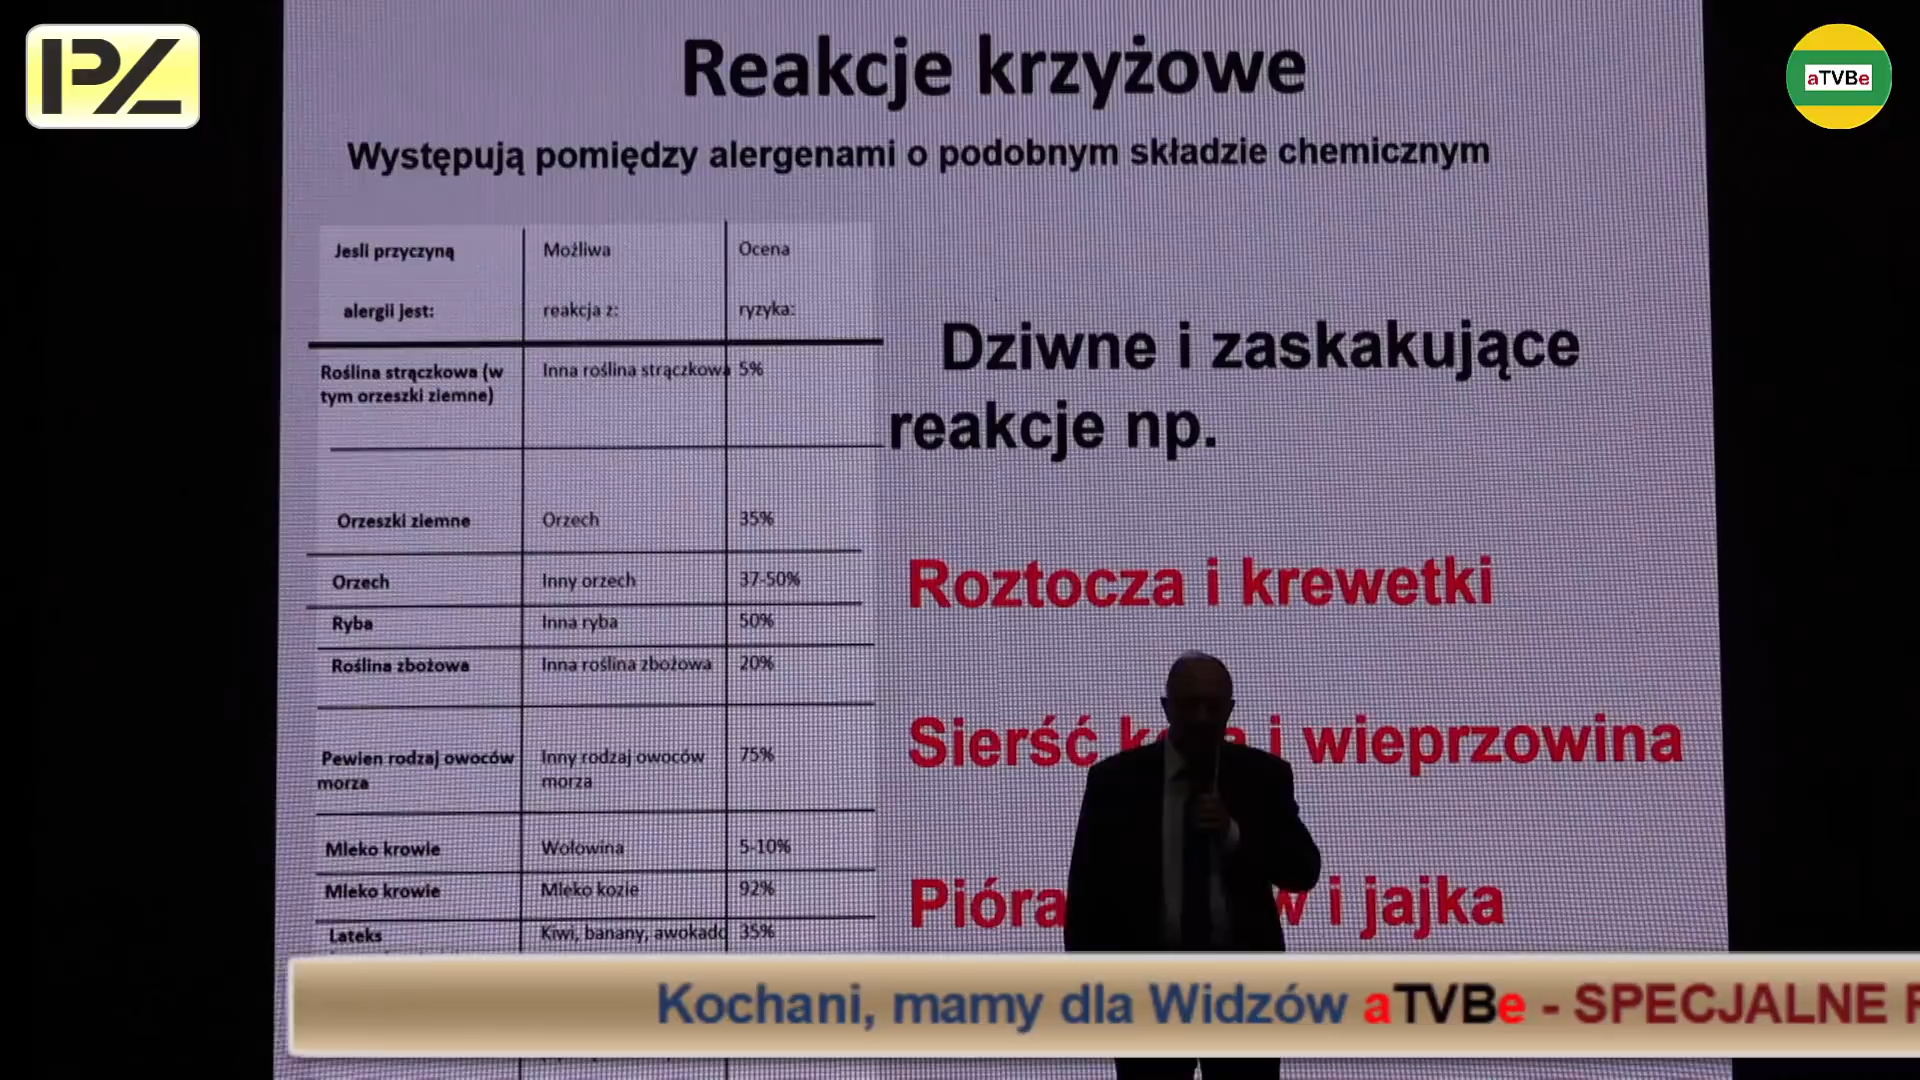 PZ
aTVBe
Reakcje krzyżowe
Występują pomiędzy alergenami o podobnym składzie chemicznym
Jesli przyczyną alergii jest: Możliwa reakcja z: Ocena ryzyka:
Roślina strączkowa (w tym orzeszki ziemne) Inna roślina strączkowa 5%
Orzeszki ziemne Orzech 35%
Orzech Inny orzech 37-50%
Ryba Inna ryba 50%
Roślina zbożowa Inna roślina zbożowa 20%
Pewien rodzaj owoców morza Inny rodzaj owoców morza 75%
Mleko krowie Wołowina 5-10%
Mleko krowie Mleko kozie 92%
Lateks Kiwi, banany, awokado 35%
Dziwne i zaskakujące
reakcje np.
Roztocza i krewetki
Sierść i wieprzowina
Pióra i jajka
Kochani, mamy dla Widzów aTVBe - SPECJALNE